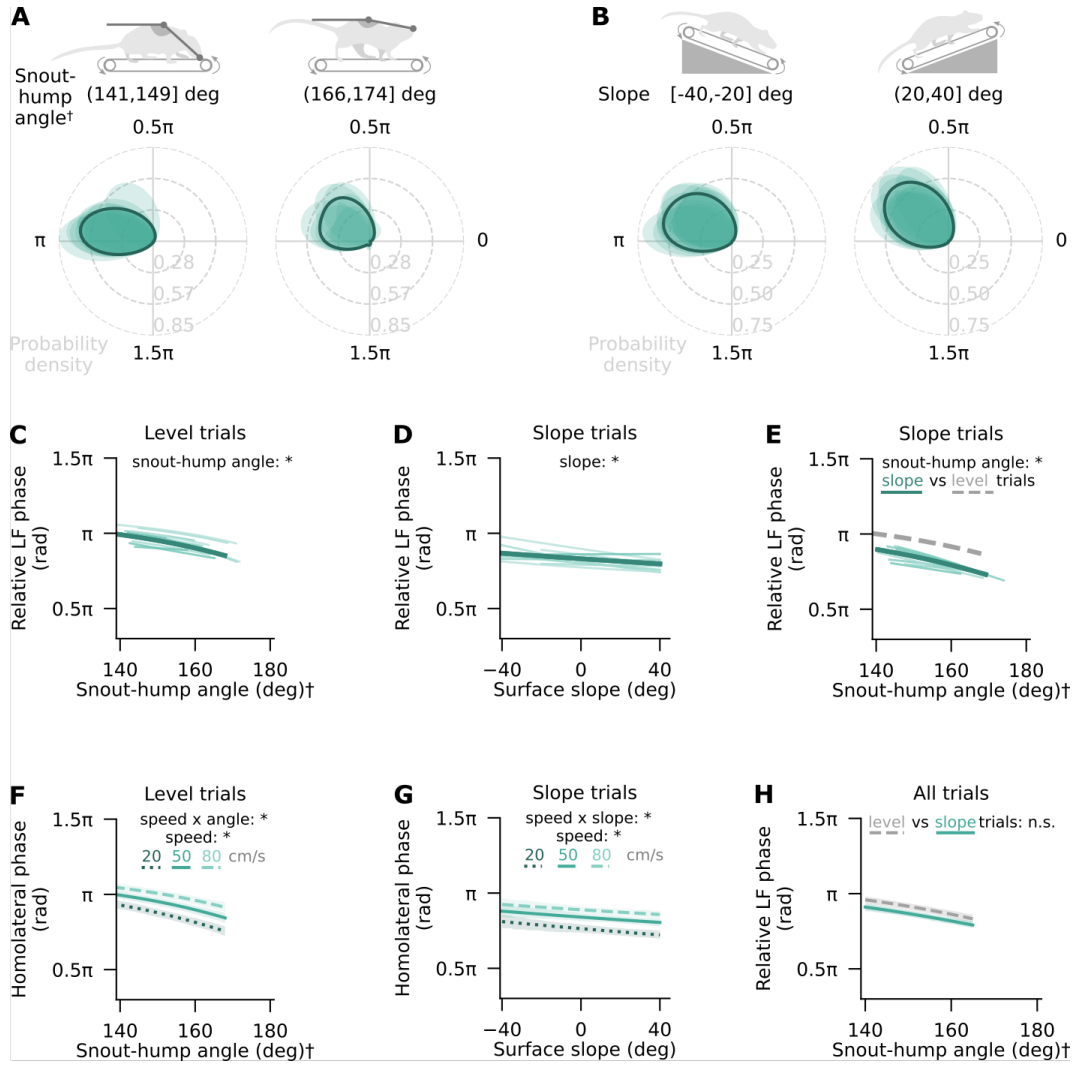 A
B
Snout-
hump
angle†
(141,149] deg
(166,174] deg
Slope
[-40,-20] deg
(20,40] deg
0.5π
0.5π
0.5π
0.5π
π
0
π
0
0.28
0.57
0.85
0.28
0.57
0.85
0.25
0.50
0.75
0.25
0.50
0.75
Probability
density
1.5π
1.5π
Probability
density
1.5π
1.5π
C
Level trials
snout-hump angle: *
Relative LF phase
(rad)
1.5π
π
0.5π
140
160
180
Snout-hump angle (deg)†
D
Slope trials
slope: *
Relative LF phase
(rad)
1.5π
π
0.5π
−40
0
40
Surface slope (deg)
E
Slope trials
snout-hump angle: *
slope vs level trials
Relative LF phase
(rad)
1.5π
π
0.5π
140
160
180
Snout-hump angle (deg)†
F
Level trials
speed x angle: *
speed: *
20 50 80 cm/s
Homolateral phase
(rad)
1.5π
π
0.5π
140
160
180
Snout-hump angle (deg)†
G
Slope trials
speed x slope: *
speed: *
20 50 80 cm/s
Homolateral phase
(rad)
1.5π
π
0.5π
−40
0
40
Surface slope (deg)
H
All trials
level vs slope trials: n.s.
Relative LF phase
(rad)
1.5π
π
0.5π
140
160
180
Snout-hump angle (deg)†